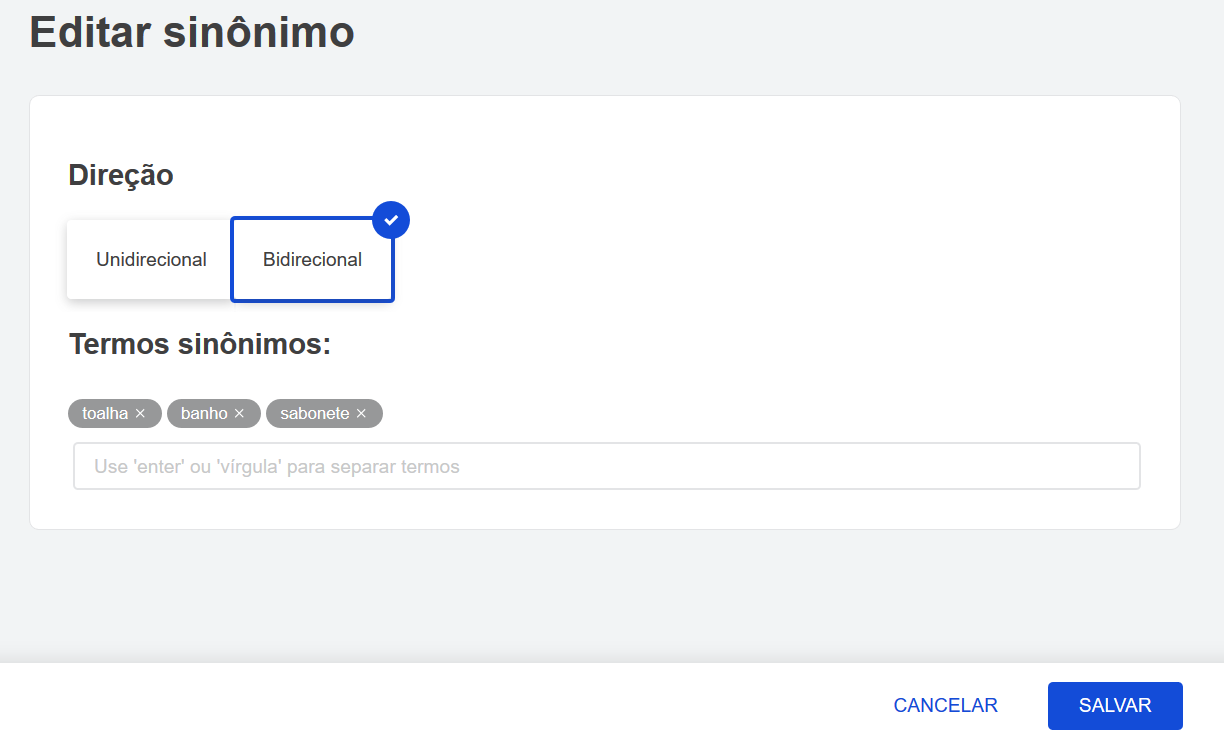 Editar sinônimo
Direção
Unidirecional Bidirecional
Termos sinônimos:
toalha × banho × sabonete ×
Use 'enter' ou 'vírgula' para separar termos
CANCELAR SALVAR